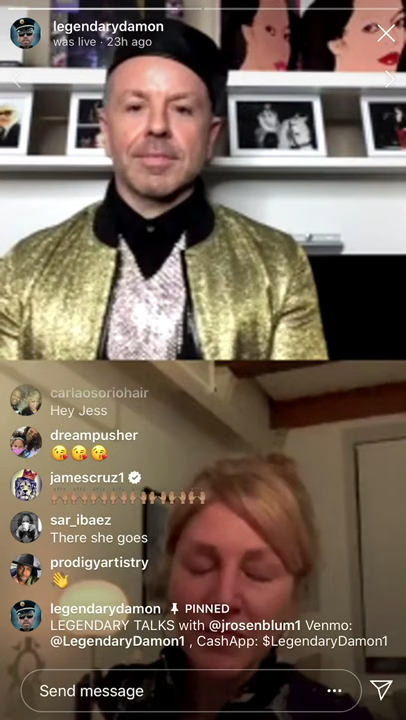 legendarydamon
was live · 23h ago
carlaosoriohair
Hey Jess
dreampusher
😘😘😘
jamescruz1
sar_ibaez
There she goes
prodigyartistry
👋
legendarydamon PINNED
LEGENDARY TALKS with @jrosenblum1 Venmo:
@LegendaryDamon1 , CashApp: $LegendaryDamon1
Send message